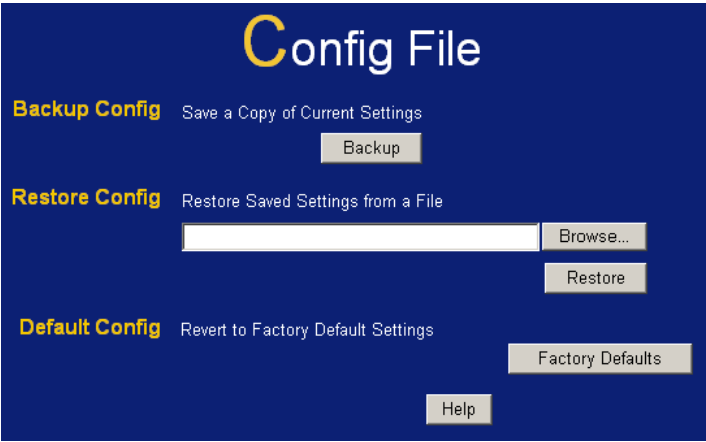 Config File
Backup Config Save a Copy of Current Settings
Backup
Restore Config Restore Saved Settings from a File
Browse...
Restore
Default Config Revert to Factory Default Settings
Factory Defaults
Help